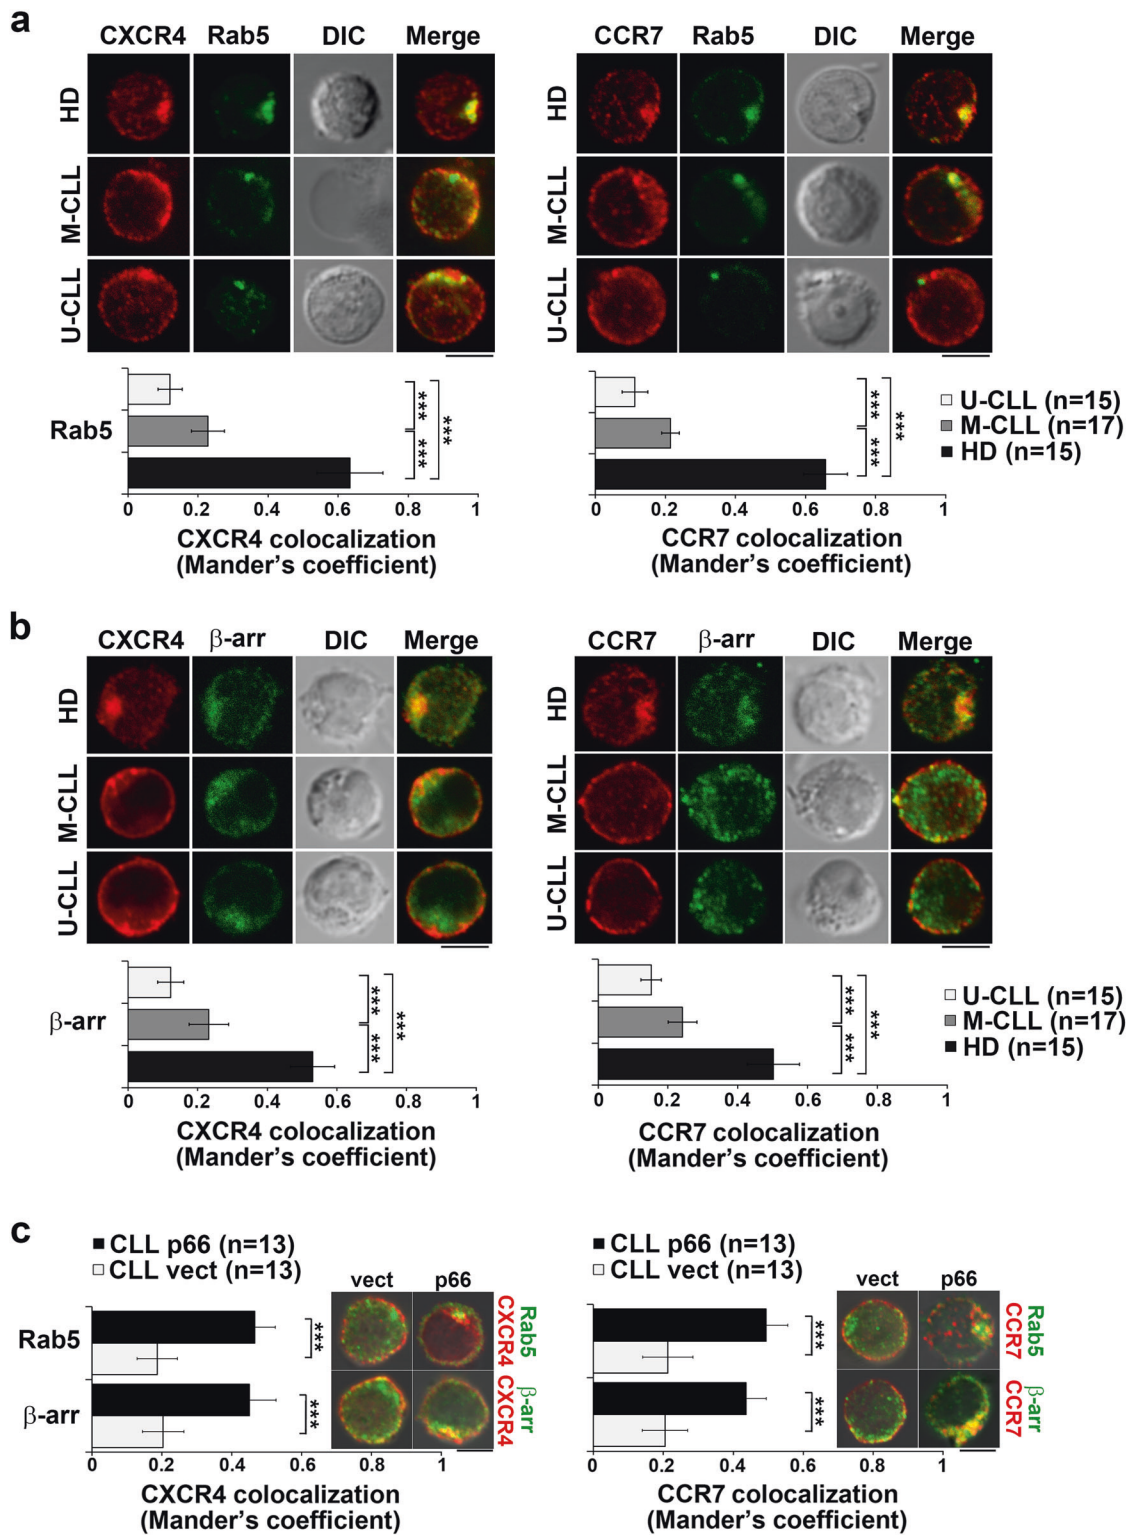 a
CXCR4 Rab5 DIC Merge
HD
M-CLL
U-CLL
Rab5
***
***
***
0 0.2 0.4 0.6 0.8 1
CXCR4 colocalization
(Mander's coefficient)
CCR7 Rab5 DIC Merge
HD
M-CLL
U-CLL
***
***
***
0 0.2 0.4 0.6 0.8 1
CCR7 colocalization
(Mander's coefficient)
U-CLL (n=15)
M-CLL (n=17)
HD (n=15)
b
CXCR4 β-arr DIC Merge
HD
M-CLL
U-CLL
β-arr
***
***
***
0 0.2 0.4 0.6 0.8 1
CXCR4 colocalization
(Mander's coefficient)
CCR7 β-arr DIC Merge
HD
M-CLL
U-CLL
***
***
***
0 0.2 0.4 0.6 0.8 1
CCR7 colocalization
(Mander's coefficient)
U-CLL (n=15)
M-CLL (n=17)
HD (n=15)
c
CLL p66 (n=13)
CLL vect (n=13)
vect p66
Rab5
***
Rab5
CXCR4
β-arr
***
β-arr
CXCR4
0 0.2 0.4 0.6 0.8 1
CXCR4 colocalization
(Mander's coefficient)
CLL p66 (n=13)
CLL vect (n=13)
vect p66
***
Rab5
CCR7
***
β-arr
CCR7
0 0.2 0.4 0.6 0.8 1
CCR7 colocalization
(Mander's coefficient)